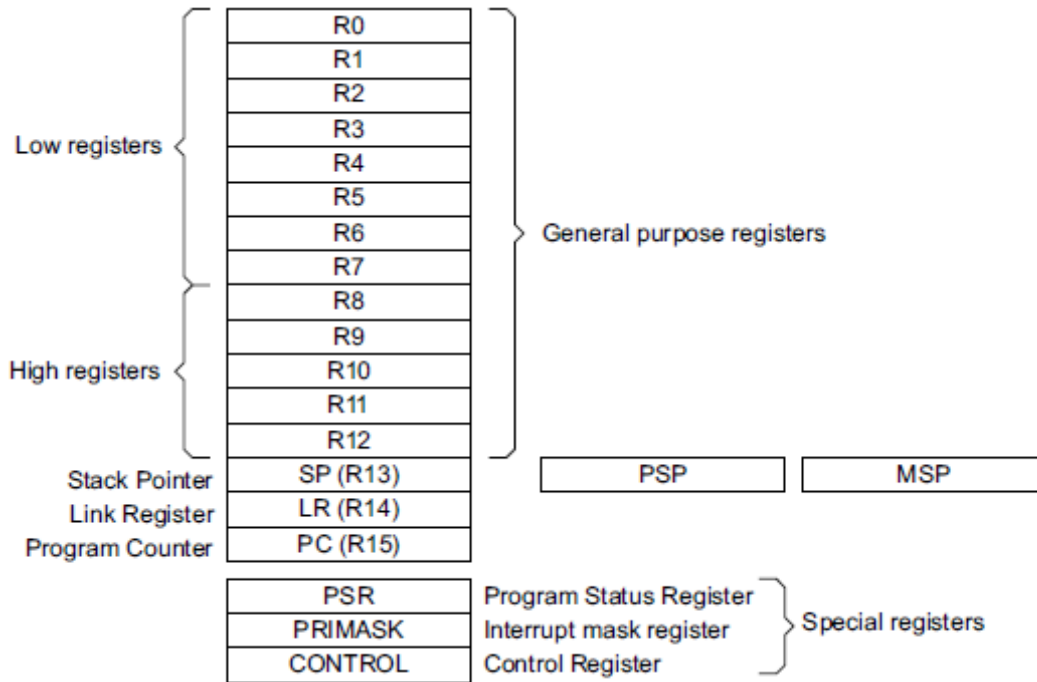 R0
R1
R2
R3
Low registers
R4
R5
R6
General purpose registers
R7
R8
R9
High registers
R10
R11
R12
Stack Pointer SP (R13) PSP MSP
Link Register LR (R14)
Program Counter PC (R15)
PSR Program Status Register
PRIMASK Interrupt mask register Special registers
CONTROL Control Register